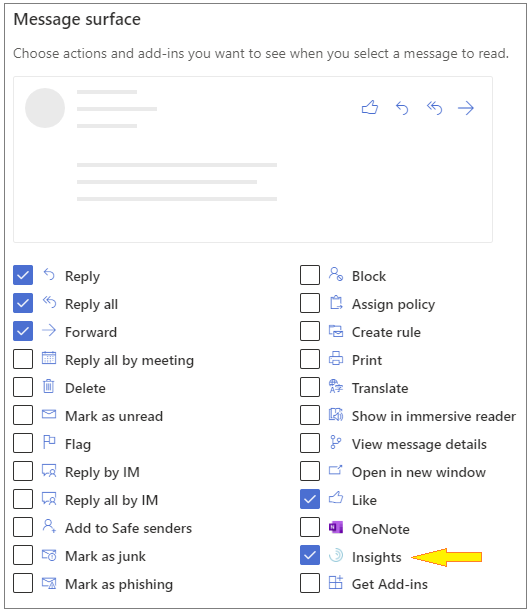 Message surface
Choose actions and add-ins you want to see when you select a message to read.
Reply
Reply all
Forward
Reply all by meeting
Delete
Mark as unread
Flag
Reply by IM
Reply all by IM
Add to Safe senders
Mark as junk
Mark as phishing
Block
Assign policy
Create rule
Print
Translate
Show in immersive reader
View message details
Open in new window
Like
OneNote
Insights
Get Add-ins